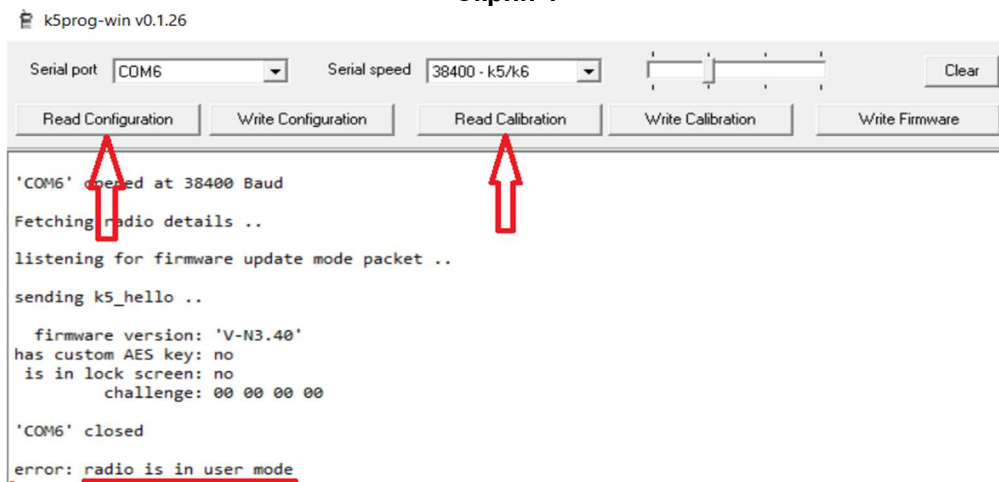 k5prog-win v0.1.26
Serial port COM6 Serial speed 38400 - k5/k6 Clear
Read Configuration Write Configuration Read Calibration Write Calibration Write Firmware
'COM6' opened at 38400 Baud
Fetching radio details ..
listening for firmware update mode packet ..
sending k5_hello ..
firmware version: 'V-N3.40'
has custom AES key: no
is in lock screen: no
challenge: 00 00 00 00
'COM6' closed
error: radio is in user mode